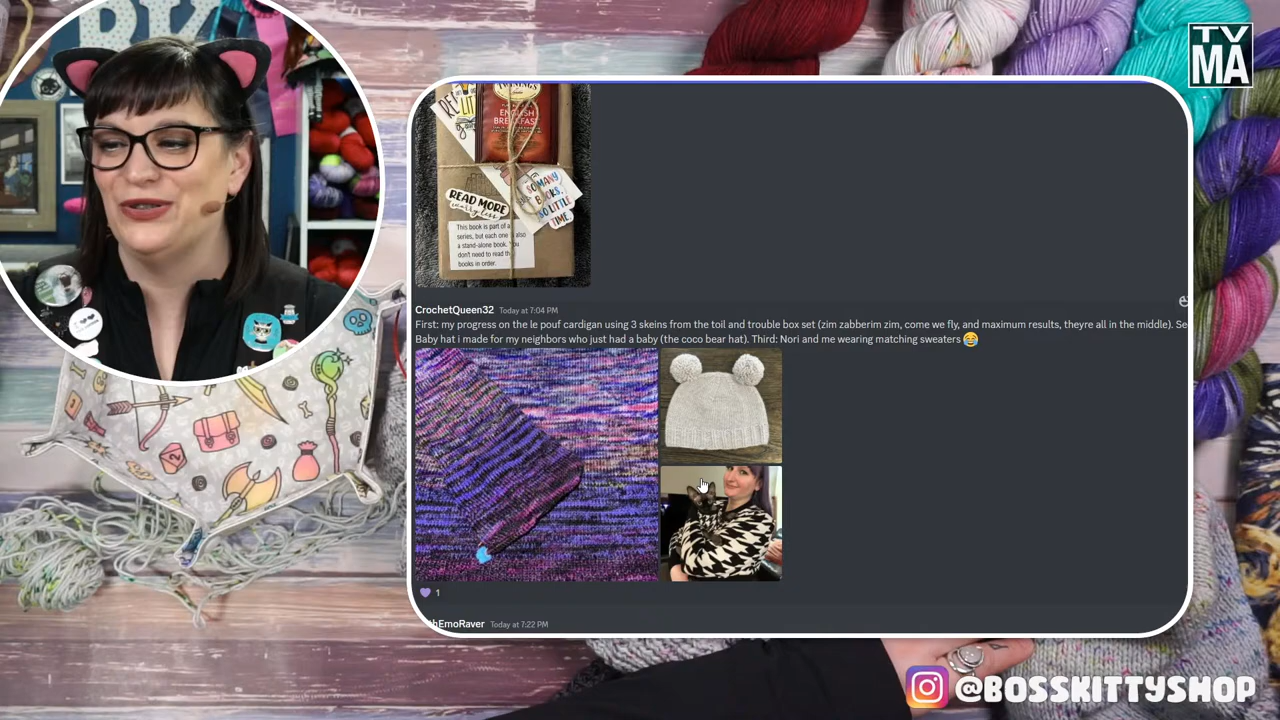 BK
TV
MA
ENGLISH
BREAKFAST
READ MORE
worry less
SO MANY
BOOKS,
SO LITTLE
TIME.
This book is part of a
series, but each one is also
a stand-alone book. You
don't need to read the
books in order.
CrochetQueen32 Today at 7:04 PM
First: my progress on the le pouf cardigan using 3 skeins from the toil and trouble box set (zim zabberim zim, come we fly, and maximum results, theyre all in the middle). Se
Baby hat i made for my neighbors who just had a baby (the coco bear hat). Third: Nori and me wearing matching sweaters 😂
1
hEmoRaver Today at 7:22 PM
@BOSSKITTYSHOP